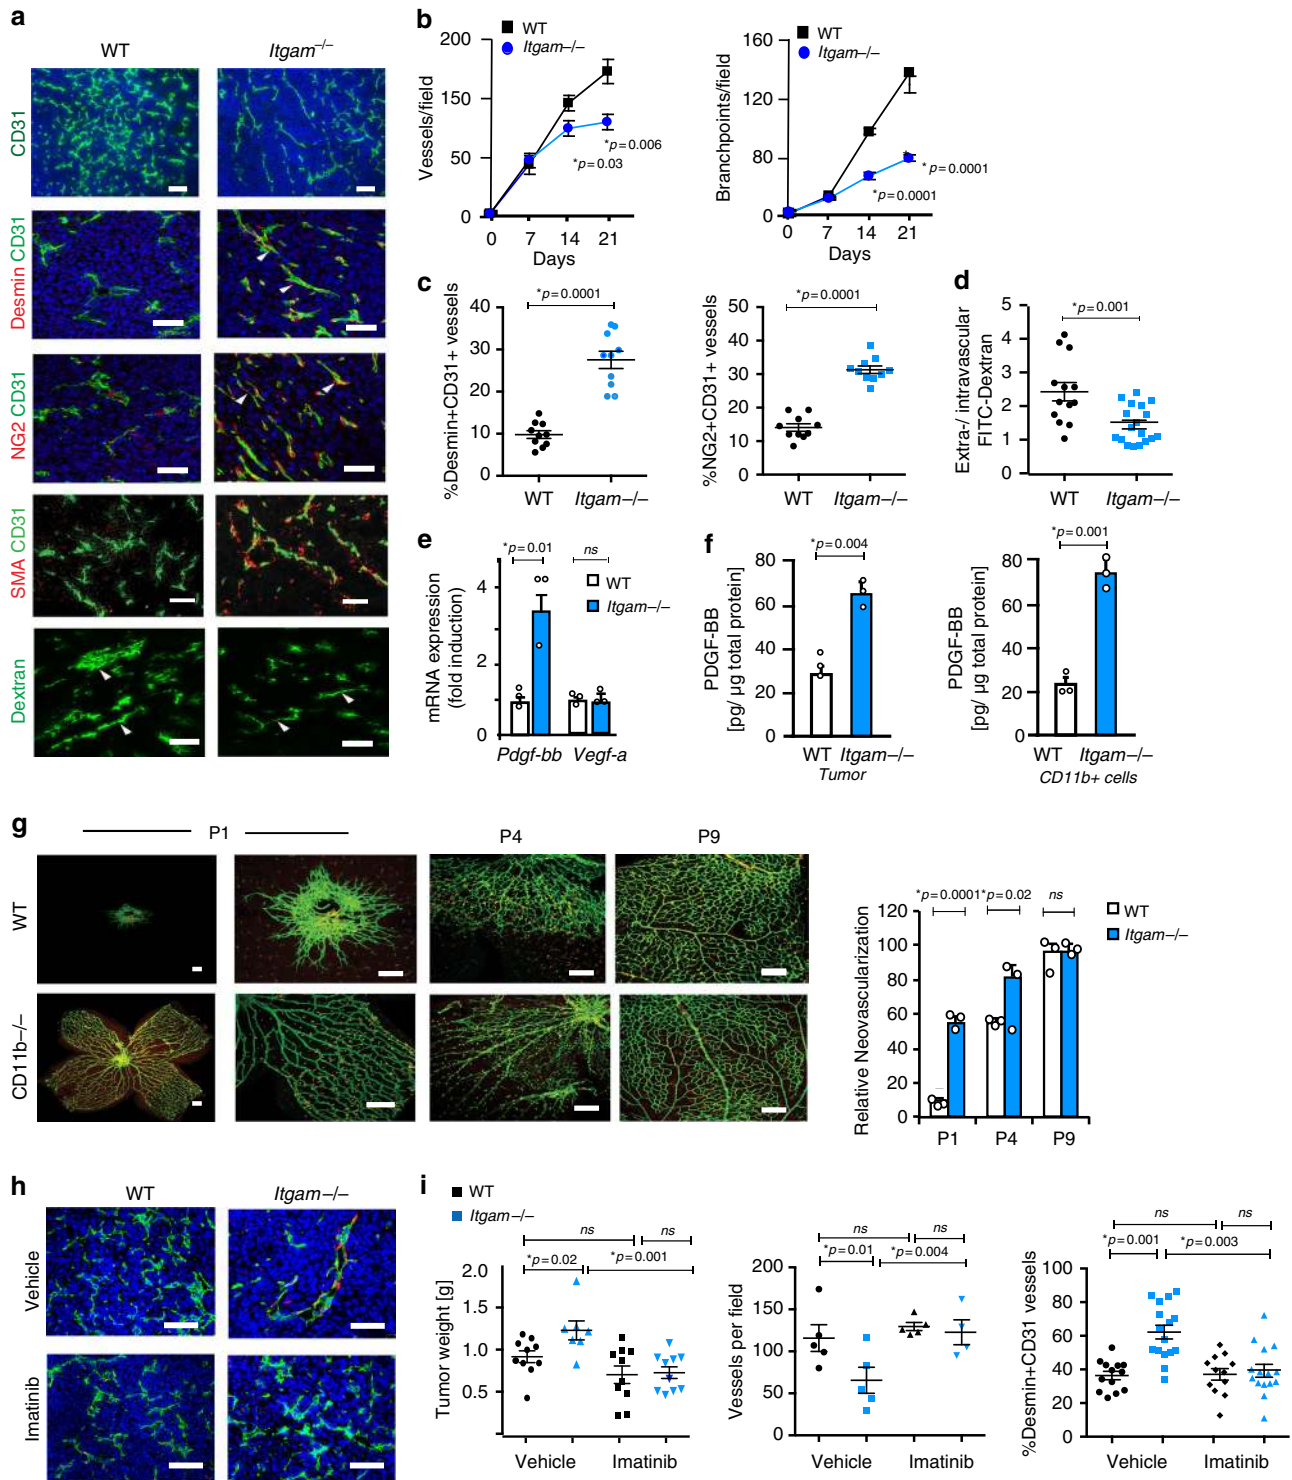 a
WT
Itgam–/–
CD31
Desmin CD31
NG2 CD31
SMA CD31
Dextran
b
WT
Itgam–/–
Vessels/field
200
150
50
0
*p=0.006
*p=0.03
0 7 14 21
Days
WT
Itgam–/–
Branchpoints/field
160
80
0
*
*p=0.0001
*p=0.0001
0 7 14 21
Days
c
%Desmin+CD31+ vessels
*p=0.0001
40
30
20
10
0
WT Itgam–/–
%NG2+CD31+ vessels
*p=0.0001
50
40
30
20
10
0
WT Itgam–/–
d
Extra-/ intravascular
FITC-Dextran
*p=0.001
5
4
3
2
1
0
WT Itgam–/–
e
mRNA expression
(fold induction)
*p=0.01 ns
WT
Itgam–/–
4
2
0
Pdgf-bb Vegf-a
f
PDGF-BB
[pg/ µg total protein]
*p=0.004
80
60
40
20
0
WT Itgam–/–
Tumor
PDGF-BB
[pg/ µg total protein]
*p=0.001
80
60
40
20
0
WT Itgam–/–
CD11b+ cells
g
P1 P4 P9
WT
CD11b–/–
Relative Neovascularization
*p=0.0001 *p=0.02 ns
WT
Itgam–/–
120
100
80
60
40
20
0
P1 P4 P9
h
WT Itgam–/–
Vehicle
Imatinib
i
WT
Itgam–/–
Tumor weight [g]
ns ns
*p=0.02 *p=0.001
2.0
1.5
1.0
0.5
Vehicle Imatinib
Vessels per field
ns ns
*p=0.01 *p=0.004
200
150
100
50
0
Vehicle Imatinib
%Desmin+CD31 vessels
ns ns
*p=0.001 *p=0.003
100
80
60
40
20
0
Vehicle Imatinib